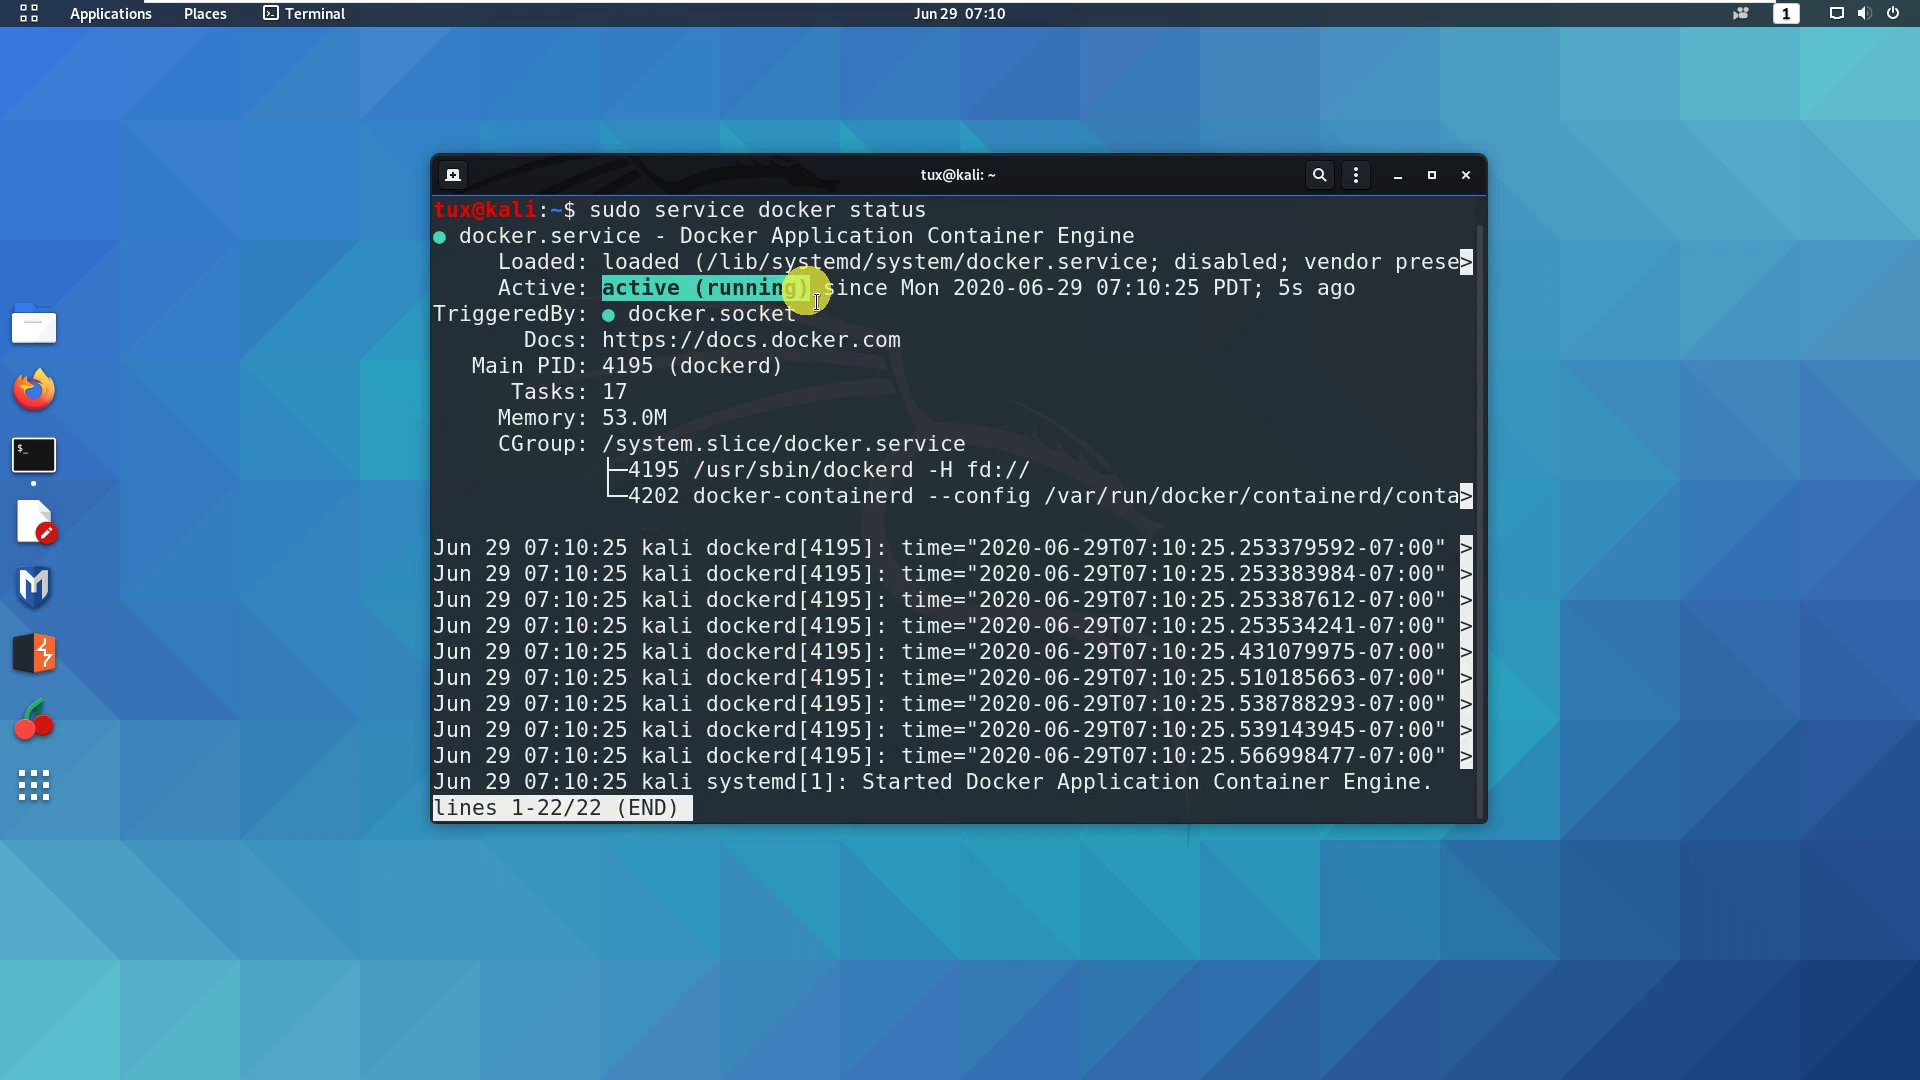 Applications Places Terminal Jun 29 07:10 1
tux@kali: ~
tux@kali:~$ sudo service docker status
● docker.service - Docker Application Container Engine
Loaded: loaded (/lib/systemd/system/docker.service; disabled; vendor prese>
Active: active (running) since Mon 2020-06-29 07:10:25 PDT; 5s ago
TriggeredBy: ● docker.socket
Docs: https://docs.docker.com
Main PID: 4195 (dockerd)
Tasks: 17
Memory: 53.0M
CGroup: /system.slice/docker.service
├─4195 /usr/sbin/dockerd -H fd://
└─4202 docker-containerd --config /var/run/docker/containerd/conta>
Jun 29 07:10:25 kali dockerd[4195]: time="2020-06-29T07:10:25.253379592-07:00" >
Jun 29 07:10:25 kali dockerd[4195]: time="2020-06-29T07:10:25.253383984-07:00" >
Jun 29 07:10:25 kali dockerd[4195]: time="2020-06-29T07:10:25.253387612-07:00" >
Jun 29 07:10:25 kali dockerd[4195]: time="2020-06-29T07:10:25.253534241-07:00" >
Jun 29 07:10:25 kali dockerd[4195]: time="2020-06-29T07:10:25.431079975-07:00" >
Jun 29 07:10:25 kali dockerd[4195]: time="2020-06-29T07:10:25.510185663-07:00" >
Jun 29 07:10:25 kali dockerd[4195]: time="2020-06-29T07:10:25.538788293-07:00" >
Jun 29 07:10:25 kali dockerd[4195]: time="2020-06-29T07:10:25.539143945-07:00" >
Jun 29 07:10:25 kali dockerd[4195]: time="2020-06-29T07:10:25.566998477-07:00" >
Jun 29 07:10:25 kali systemd[1]: Started Docker Application Container Engine.
lines 1-22/22 (END)